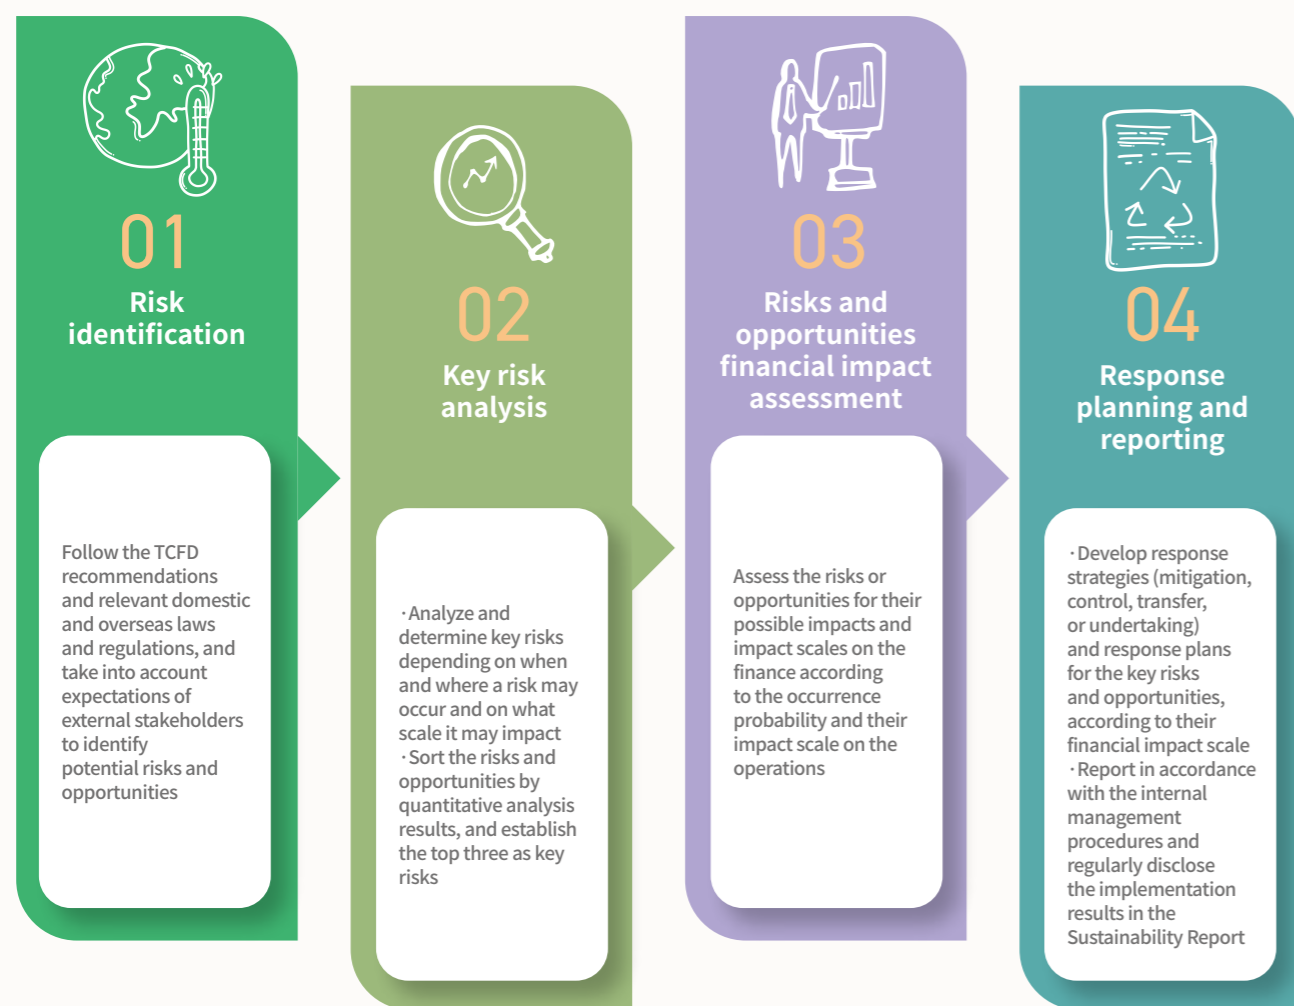 01
Risk
identification
Follow the TCFD
recommendations
and relevant domestic
and overseas laws
and regulations, and
take into account
expectations of
external stakeholders
to identify
potential risks and
opportunities
02
Key risk
analysis
·Analyze and
determine key risks
depending on when
and where a risk may
occur and on what
scale it may impact
·Sort the risks and
opportunities by
quantitative analysis
results, and establish
the top three as key
risks
03
Risks and
opportunities
financial impact
assessment
Assess the risks or
opportunities for their
possible impacts and
impact scales on the
finance according
to the occurrence
probability and their
impact scale on the
operations
04
Response
planning and
reporting
·Develop response
strategies (mitigation,
control, transfer,
or undertaking)
and response plans
for the key risks
and opportunities,
according to their
financial impact scale
·Report in accordance
with the internal
management
procedures and
regularly disclose
the implementation
results in the
Sustainability Report